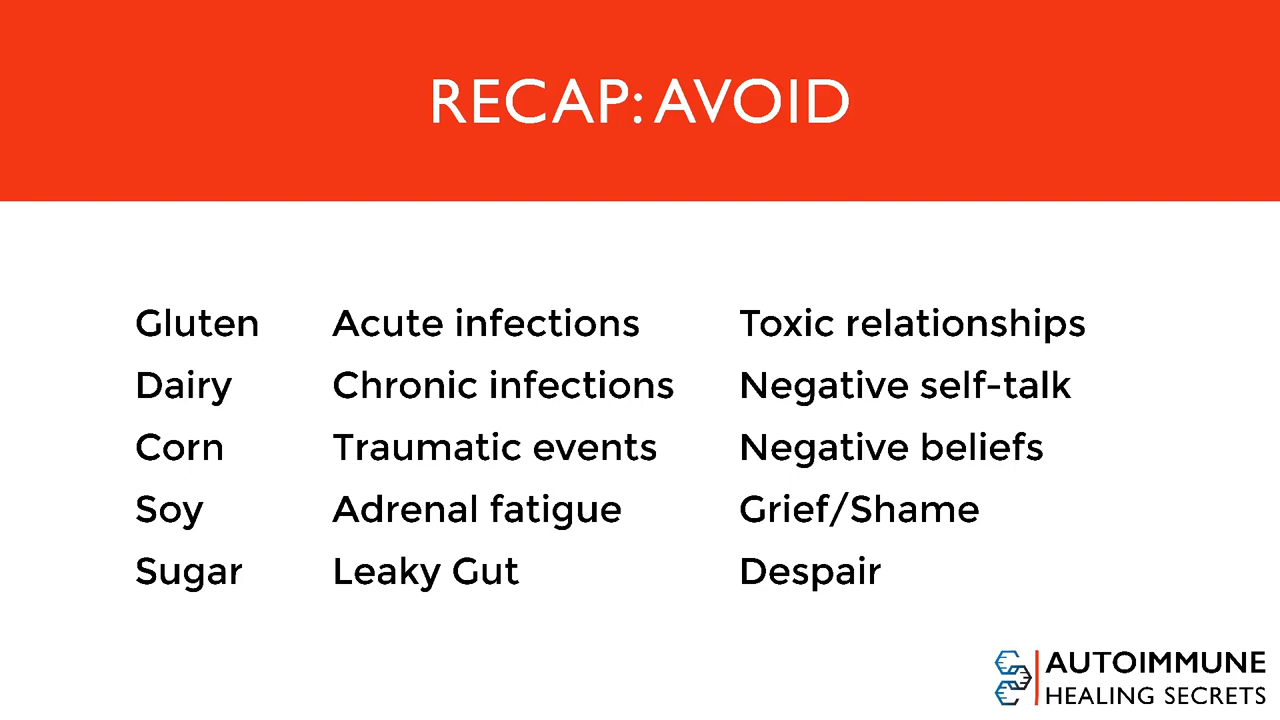 RECAP: AVOID
Gluten
Dairy
Corn
Soy
Sugar
Acute infections
Chronic infections
Traumatic events
Adrenal fatigue
Leaky Gut
Toxic relationships
Negative self-talk
Negative beliefs
Grief/Shame
Despair
AUTOIMMUNE
HEALING SECRETS